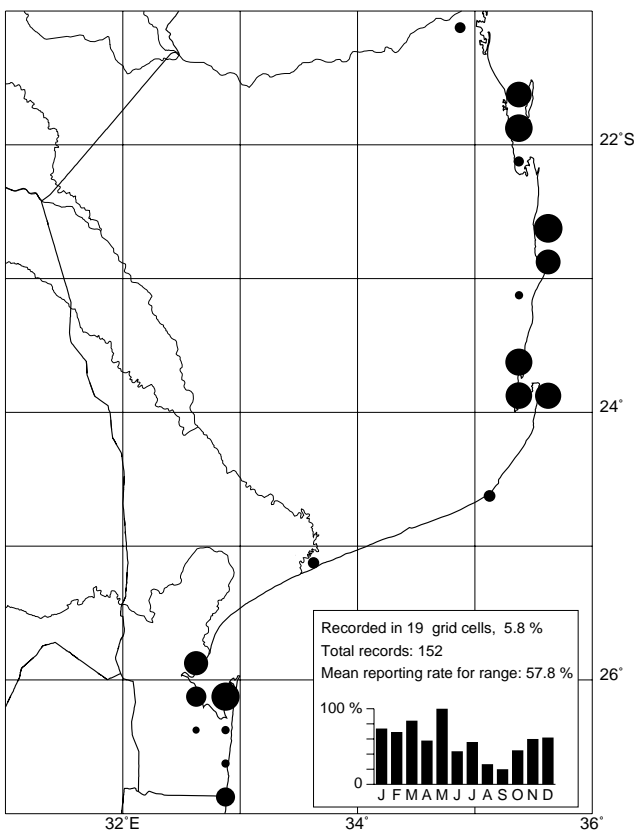 22°S
24°
Recorded in 19 grid cells, 5.8 %
Total records: 152
Mean reporting rate for range: 57.8 %
26°
100 %
0
J F M A M J J A S O N D
32°E 34° 36°